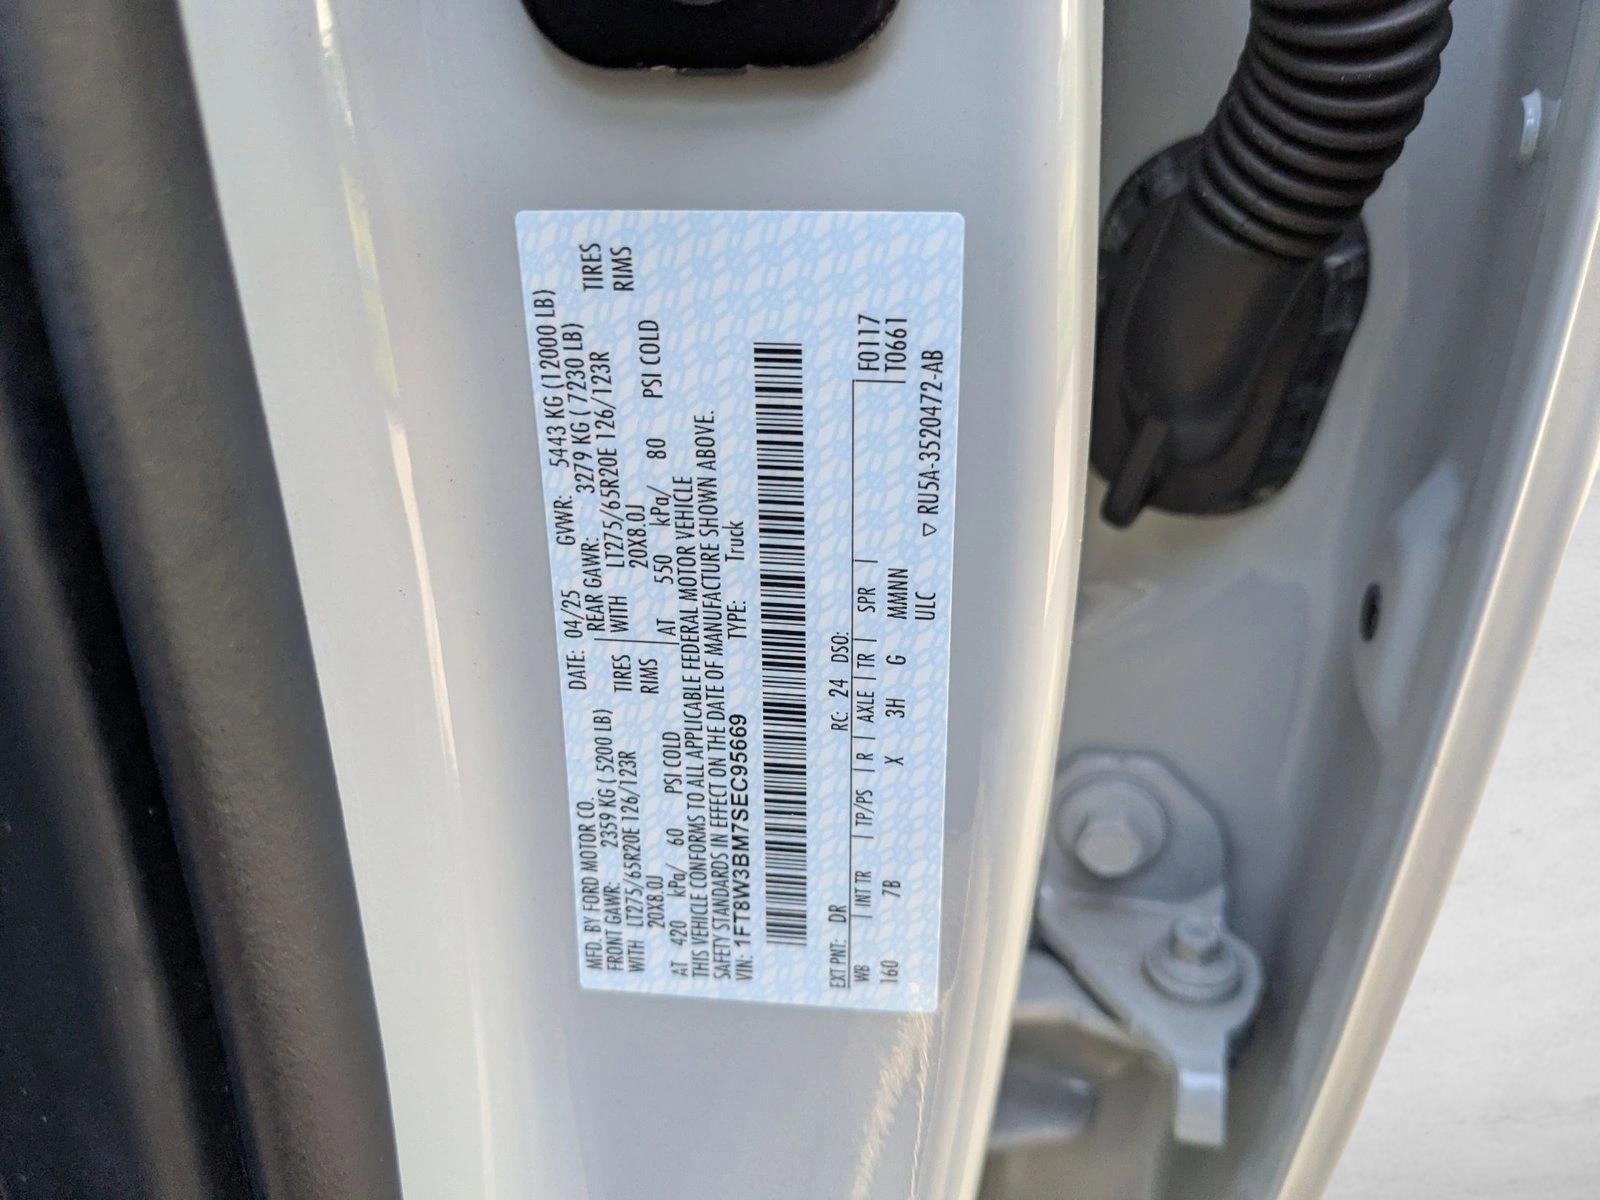 MFD. BY FORD MOTOR CO. DATE: 04/25 GVWR: 5443 KG (12000 LB)
FRONT GAWR: 2359 KG ( 5200 LB) REAR GAWR: 3279 KG ( 7230 LB)
WITH LT275/65R20E 126/123R TIRES WITH LT275/65R20E 126/123R TIRES
20X8.0J RIMS 20X8.0J RIMS
AT 420 kPa/ 60 PSI COLD AT 550 kPa/ 80 PSI COLD
THIS VEHICLE CONFORMS TO ALL APPLICABLE FEDERAL MOTOR VEHICLE
SAFETY STANDARDS IN EFFECT ON THE DATE OF MANUFACTURE SHOWN ABOVE.
VIN: 1FT8W3BM7SEC95669 TYPE: Truck
EXT PNT: DR RC: 24 DSO:
WB INT TR TP/PS R AXLE TR SPR F0117
160 7B X 3H G MMNN T0661
ULC ▽ RU5A-3520472-AB